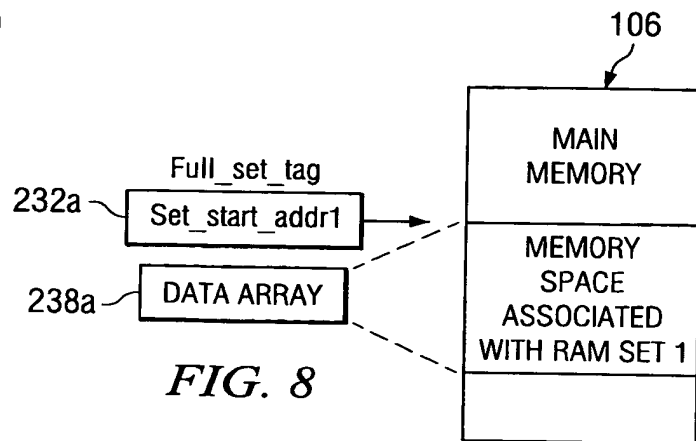 106
MAIN
MEMORY
Full_set_tag
232a
Set_start_addr1
MEMORY
SPACE
ASSOCIATED
WITH RAM SET 1
238a
DATA ARRAY
FIG. 8